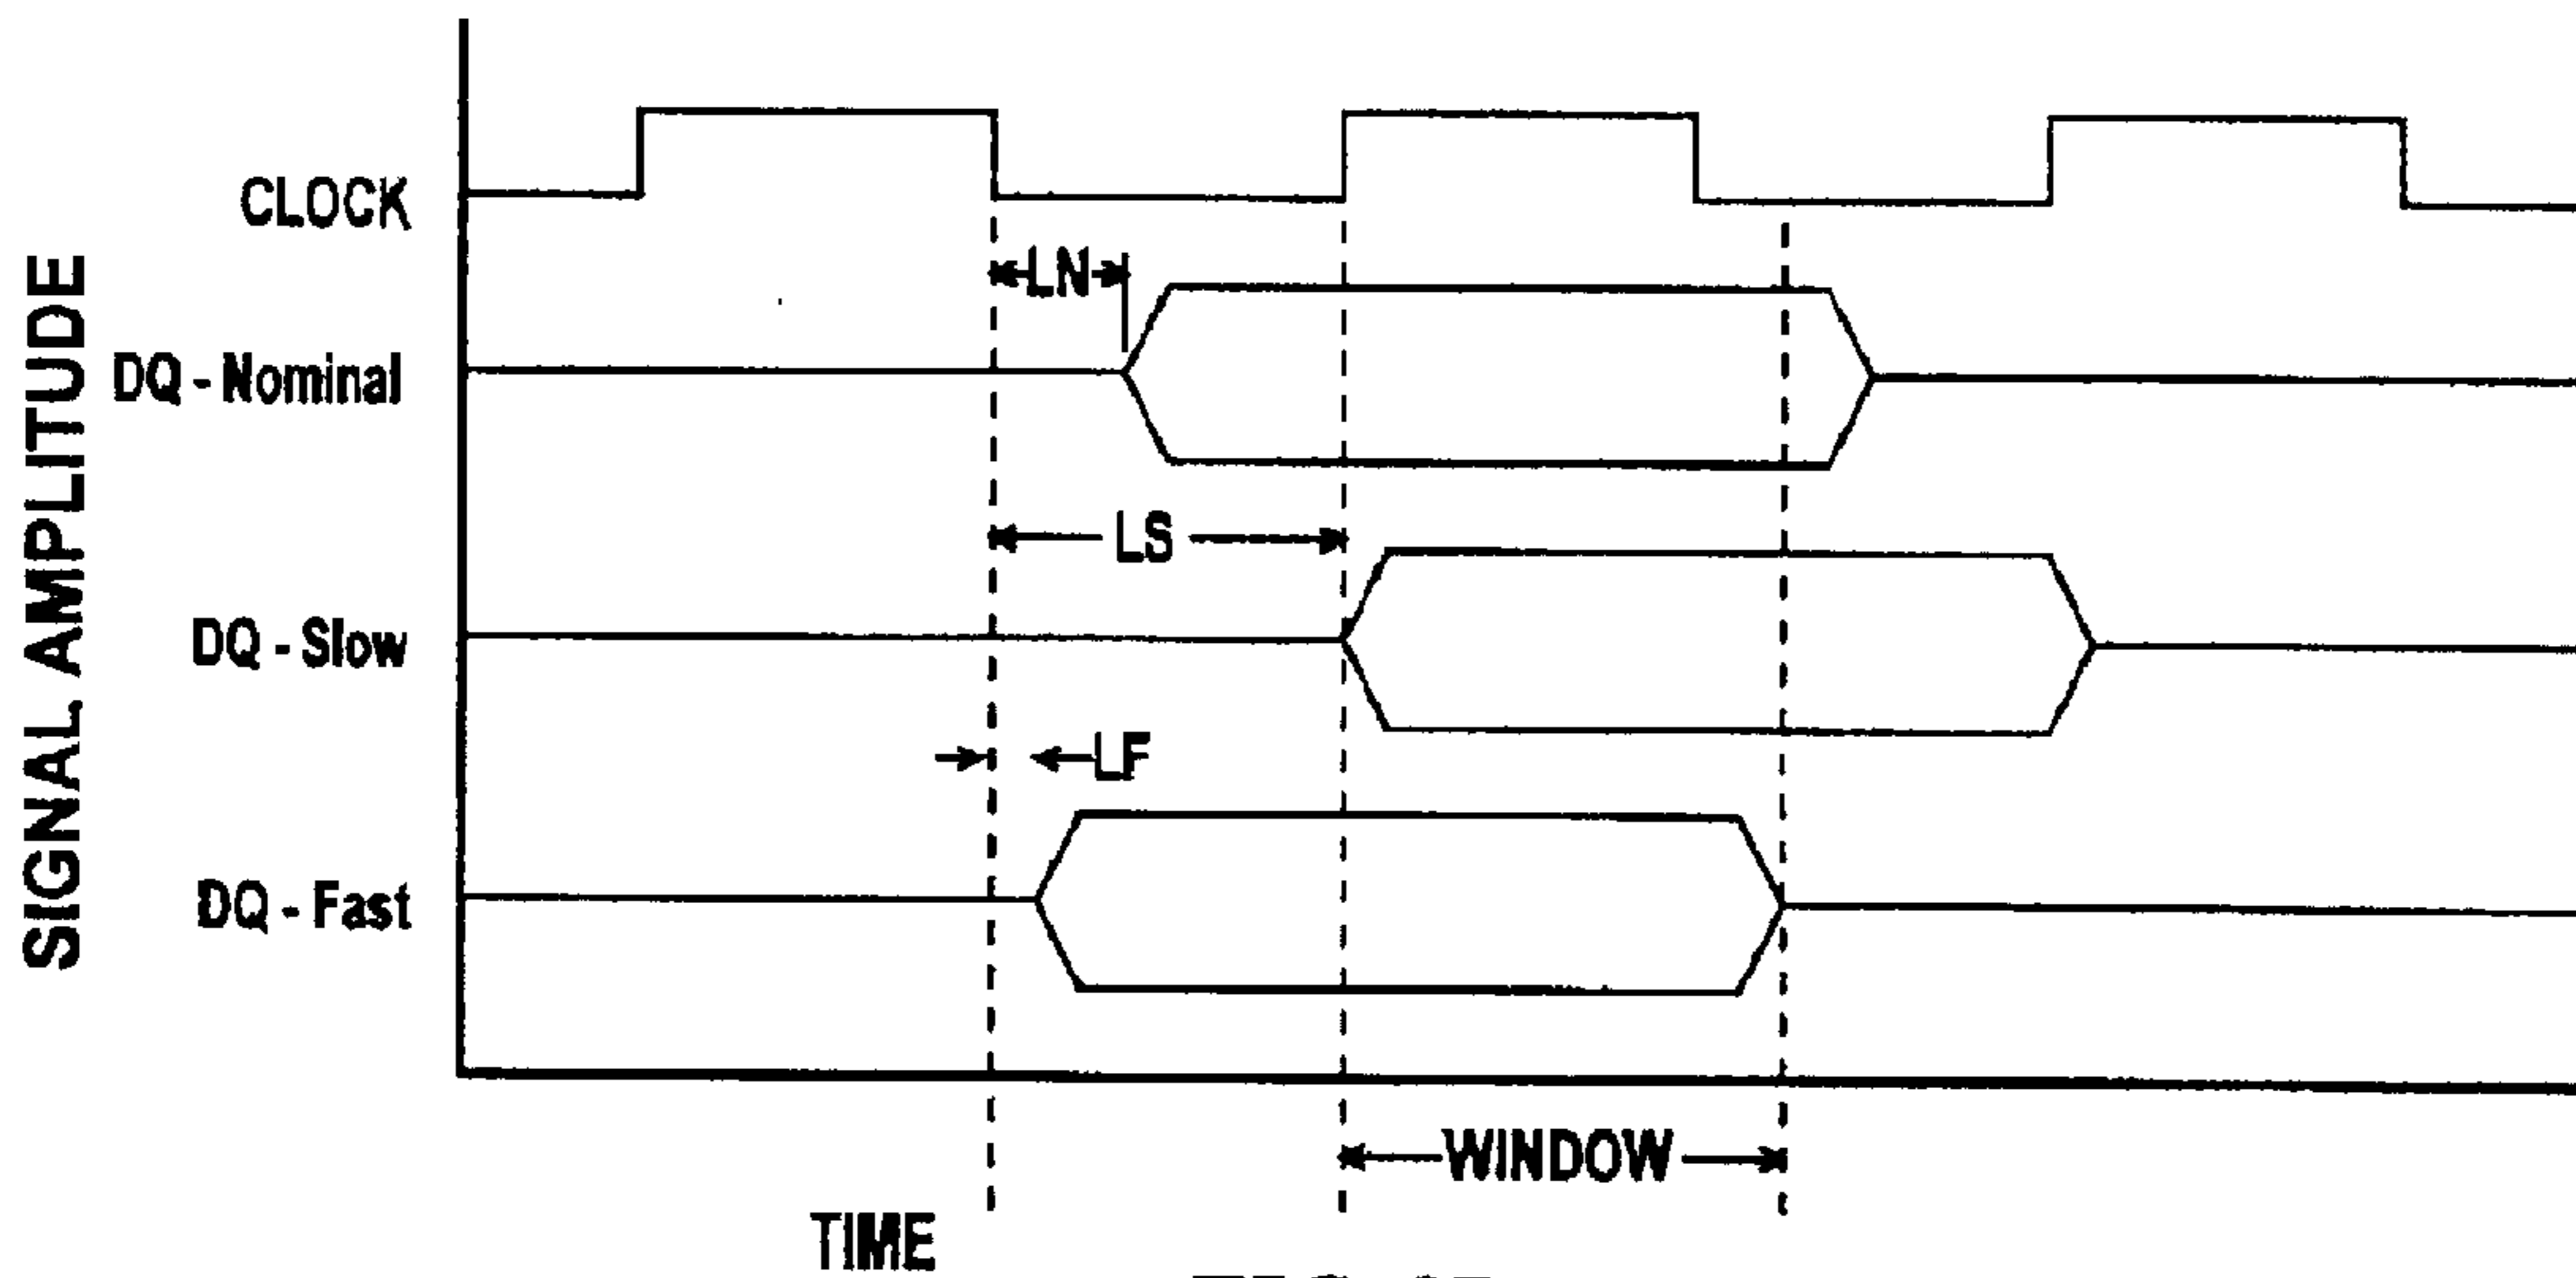 SIGNAL AMPLITUDE
CLOCK
LN
DQ - Nominal
LS
DQ - Slow
LF
DQ - Fast
WINDOW
TIME